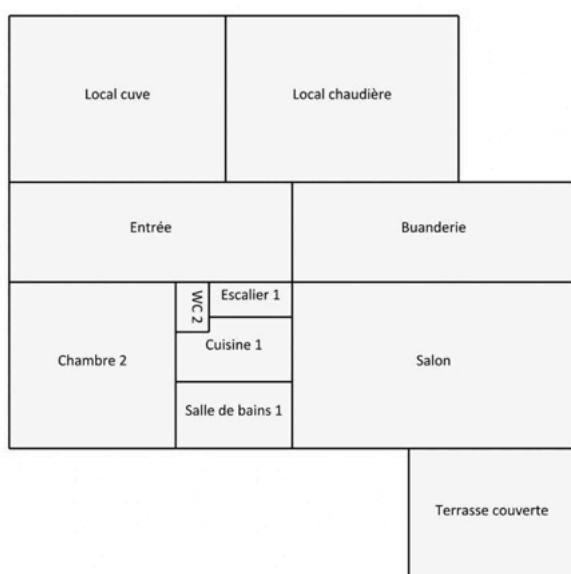 Local cuve
Local chaudière
Entrée
Buanderie
WC 2
Escalier 1
Chambre 2
Cuisine 1
Salon
Salle de bains 1
Terrasse couverte